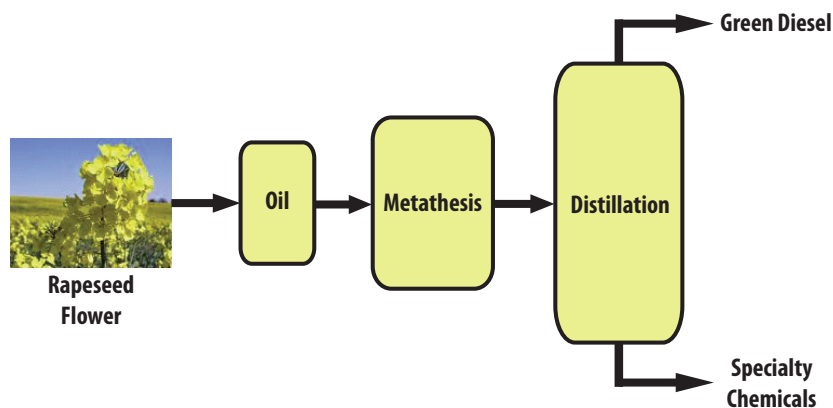 Green Diesel
Oil
Metathesis
Distillation
Rapeseed
Flower
Specialty
Chemicals